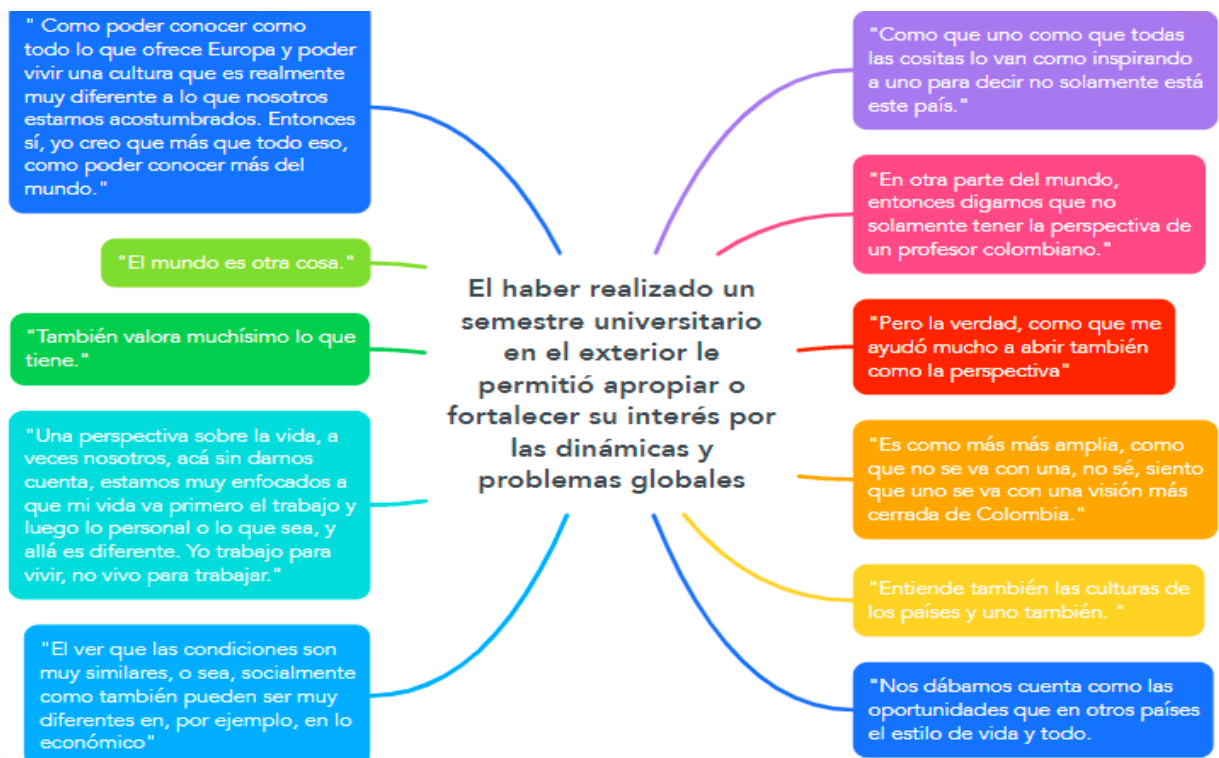 " Como poder conocer como
todo lo que ofrece Europa y poder
vivir una cultura que es realmente
muy diferente a lo que nosotros
estamos acostumbrados. Entonces
sí, yo creo que más que todo eso,
como poder conocer más del
mundo."
"El mundo es otra cosa."
"También valora muchísimo lo que
tiene."
"Una perspectiva sobre la vida, a
veces nosotros, acá sin darnos
cuenta, estamos muy enfocados a
que mi vida va primero el trabajo y
luego lo personal o lo que sea, y
allá es diferente. Yo trabajo para
vivir, no vivo para trabajar."
"El ver que las condiciones son
muy similares, o sea, socialmente
como también pueden ser muy
diferentes en, por ejemplo, en lo
económico"
El haber realizado un
semestre universitario
en el exterior le
permitió apropiar o
fortalecer su interés por
las dinámicas y
problemas globales
"Como que uno como que todas
las cositas lo van como inspirando
a uno para decir no solamente está
este país."
"En otra parte del mundo,
entonces digamos que no
solamente tener la perspectiva de
un profesor colombiano."
"Pero la verdad, como que me
ayudó mucho a abrir también
como la perspectiva"
"Es como más más amplia, como
que no se va con una, no sé, siento
que uno se va con una visión más
cerrada de Colombia."
"Entiende también las culturas de
los países y uno también. "
"Nos dábamos cuenta como las
oportunidades que en otros países
el estilo de vida y todo.